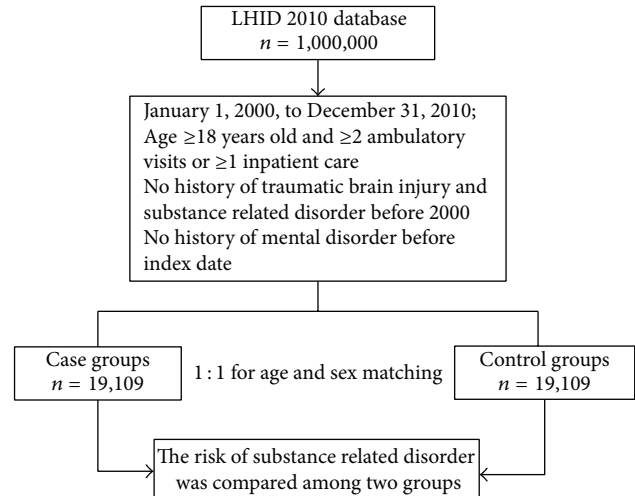 LHID 2010 database
n = 1,000,000
January 1, 2000, to December 31, 2010;
Age ≥18 years old and ≥2 ambulatory
visits or ≥1 inpatient care
No history of traumatic brain injury and
substance related disorder before 2000
No history of mental disorder before
index date
Case groups
n = 19,109
1 : 1 for age and sex matching
Control groups
n = 19,109
The risk of substance related disorder
was compared among two groups